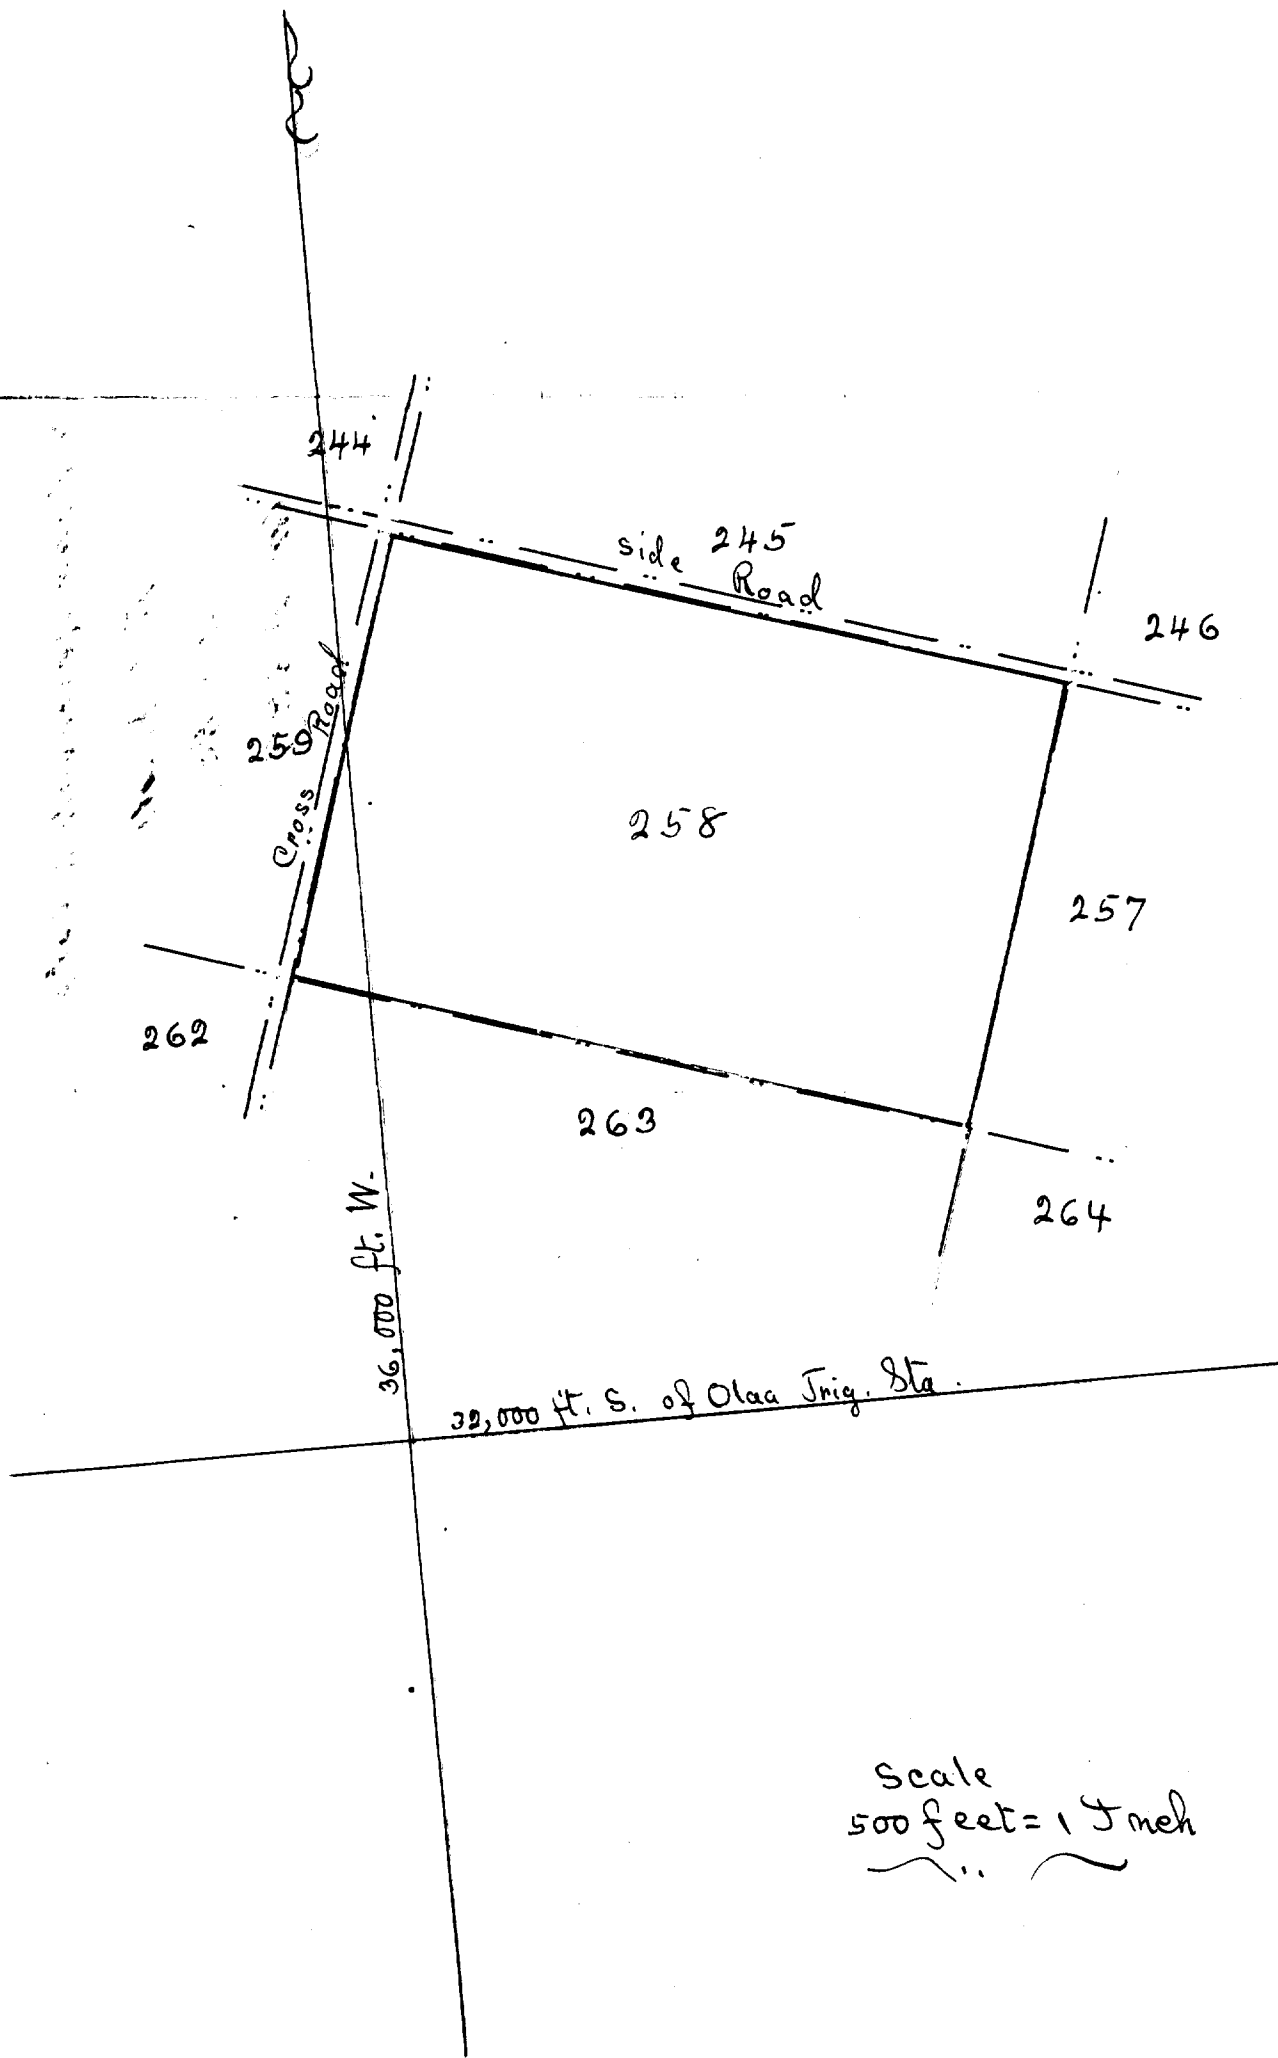 244
side 245
Road
246
Cross Road
259
258
257
262
263
264
36,000 ft. W.
32,000 ft. S. of Olaa Trig. Sta.
Scale
500 feet = 1 Inch